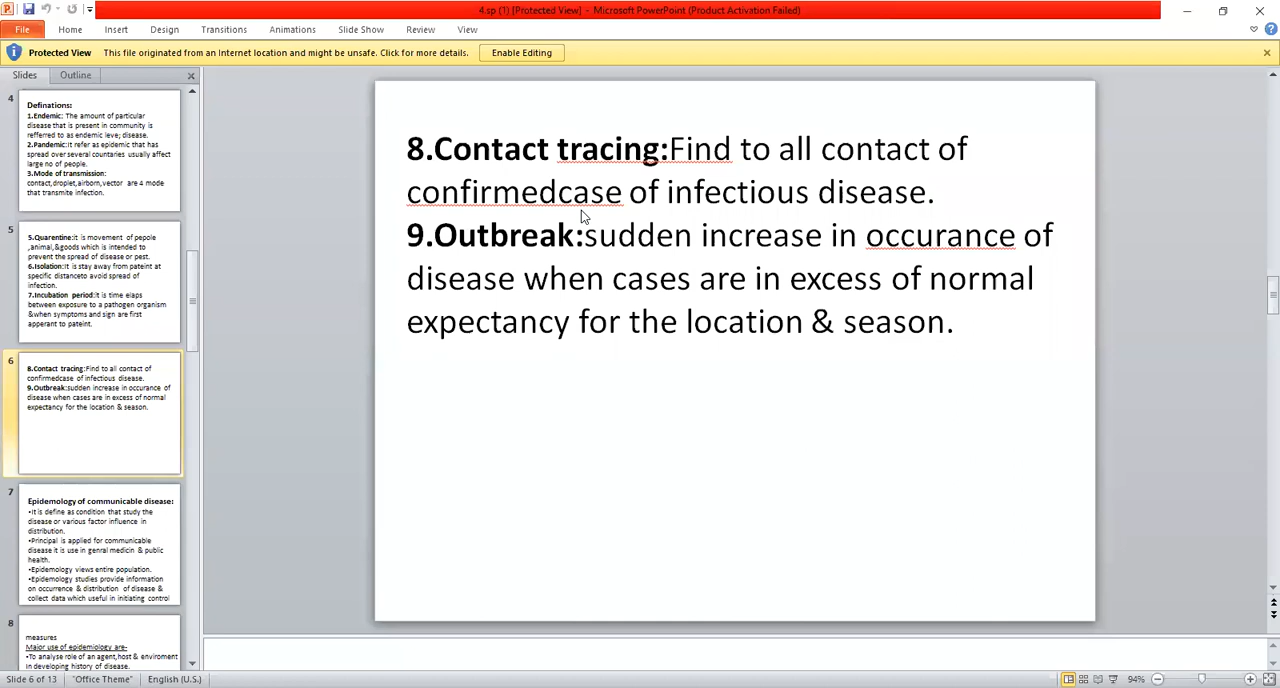 4.sp (1) [Protected View] - Microsoft PowerPoint (Product Activation Failed)
File Home Insert Design Transitions Animations Slide Show Review View
Protected View This file originated from an Internet location and might be unsafe. Click for more details. Enable Editing
Slides Outline
4
Definations:
1.Endemic: The amount of particular
disease that is present in community is
refferred to as endemic leve; disease.
2.Pandemic:It refer as epidemic that has
spread over several countries usually affect
large no of people.
3.Mode of transmission:
contact,droplet,airborn,vector are 4 mode
that transmite infection.
5
5.Quarentine:it is movement of pepole
,animal,&goods which is intended to
prevent the spread of disease or pest.
6.Isolation:It is stay away from pateint at
specific distanceto avoid spread of
infection.
7.Incubation period:it is time elaps
between exposure to a pathogen organism
&when symptoms and sign are first
apperant to pateint.
6
8.Contact tracing:Find to all contact of
confirmedcase of infectious disease.
9.Outbreak:sudden increase in occurance of
disease when cases are in excess of normal
expectancy for the location & season.
7
Epidemology of communicable disease:
•It is define as condition that study the
disease or various factor influence in
distribution.
•Principal is applied for communicable
disease it is use in genral medicin & public
health.
•Epidemology views entire population.
•Epidemology studies provide information
on occurrence & distribution of disease &
collect data which useful in initiating control
8
measures
Major use of epidemiology are-
•To analyse role of an agent,host & enviroment
in developing history of disease.
8.Contact tracing:Find to all contact of
confirmedcase of infectious disease.
9.Outbreak:sudden increase in occurance of
disease when cases are in excess of normal
expectancy for the location & season.
Slide 6 of 13 "Office Theme" English (U.S.) 94%